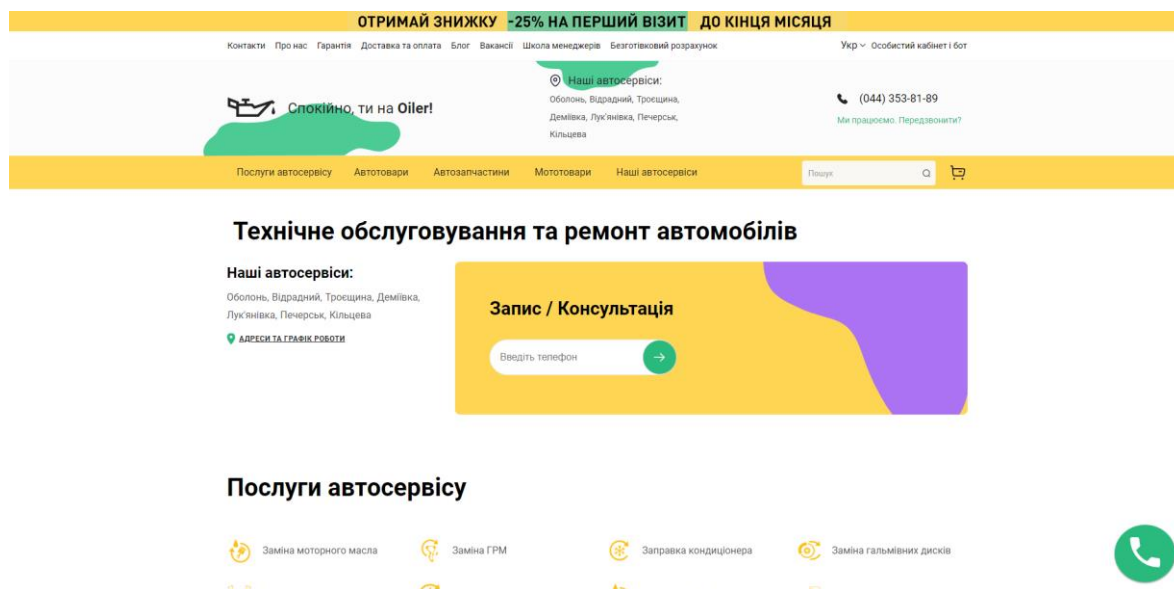 ОТРИМАЙ ЗНИЖКУ -25% НА ПЕРШИЙ ВІЗИТ ДО КІНЦЯ МІСЯЦЯ
Контакти Про нас Гарантія Доставка та оплата Блог Вакансії Школа менеджерів Безготівковий розрахунок Укр Особистий кабінет і бот
Спокійно, ти на Oiler!
Наші автосервіси:
Оболонь, Відрадний, Троєщина,
Деміївка, Лук'янівка, Печерськ,
Кільцева
(044) 353-81-89
Ми працюємо. Передзвонити?
Послуги автосервісу Автотовари Автозапчастини Мототовари Наші автосервіси Пошук
Технічне обслуговування та ремонт автомобілів
Наші автосервіси:
Оболонь, Відрадний, Троєщина, Деміївка,
Лук'янівка, Печерськ, Кільцева
АДРЕСИ ТА ГРАФІК РОБОТИ
Запис / Консультація
Введіть телефон
Послуги автосервісу
Заміна моторного масла Заміна ГРМ Заправка кондиціонера Заміна гальмівних дисків